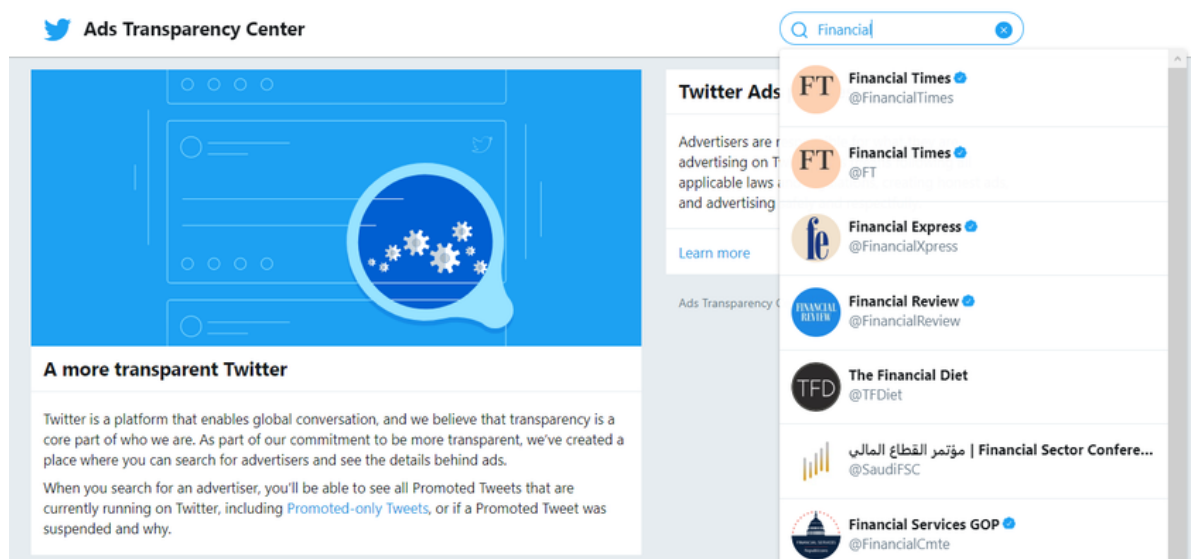 Ads Transparency Center
Financial
A more transparent Twitter
Twitter is a platform that enables global conversation, and we believe that transparency is a
core part of who we are. As part of our commitment to be more transparent, we've created a
place where you can search for advertisers and see the details behind ads.
When you search for an advertiser, you'll be able to see all Promoted Tweets that are
currently running on Twitter, including Promoted-only Tweets, or if a Promoted Tweet was
suspended and why.
Twitter Ads
Advertisers are
advertising on
applicable laws
and advertising
Learn more
Ads Transparency
FT
Financial Times
@FinancialTimes
FT
Financial Times
@FT
fe
Financial Express
@FinancialXpress
FINANCIAL
REVIEW
Financial Review
@FinancialReview
TFD
The Financial Diet
@TFDiet
مؤتمر القطاع المالي | Financial Sector Confere...
@SaudiFSC
Financial Services GOP
@FinancialCmte